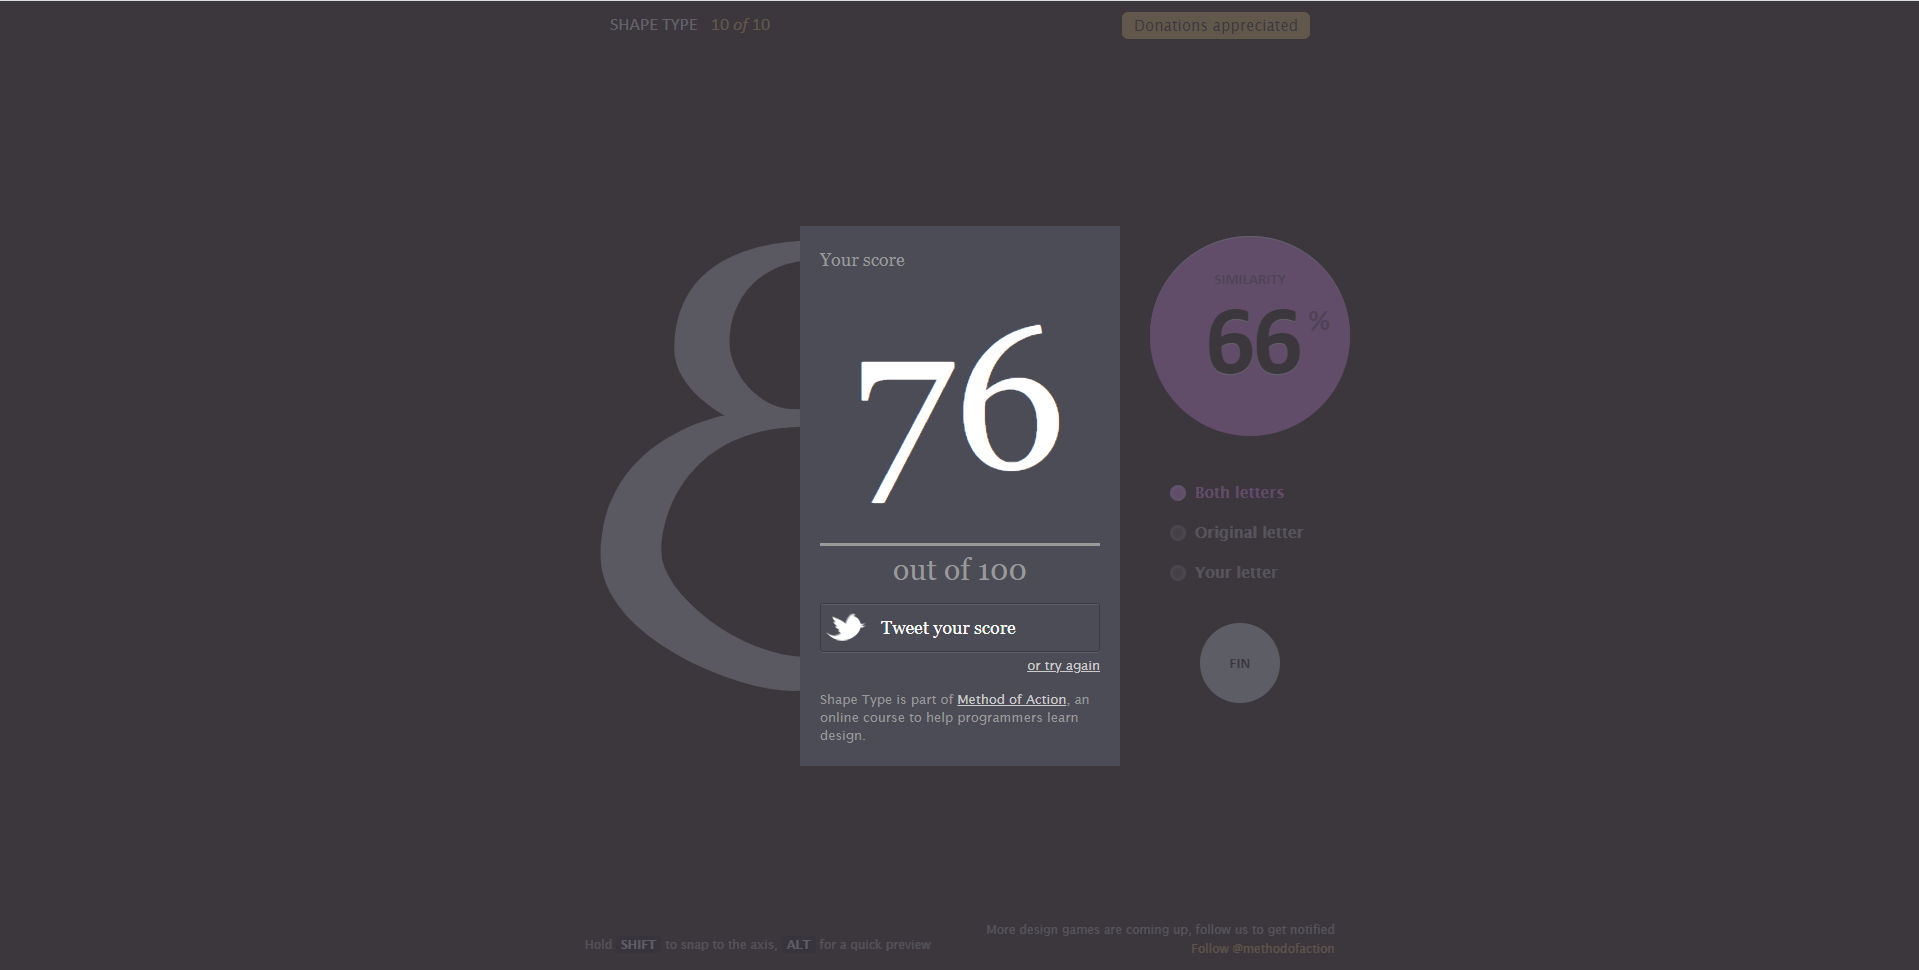 SHAPE TYPE 10 of 10
Donations appreciated
Your score
76
out of 100
Tweet your score
or try again
Shape Type is part of Method of Action, an
online course to help programmers learn
design.
SIMILARITY
66 %
Both letters
Original letter
Your letter
FIN
Hold SHIFT to snap to the axis, ALT for a quick preview
More design games are coming up, follow us to get notified
Follow @methodofaction